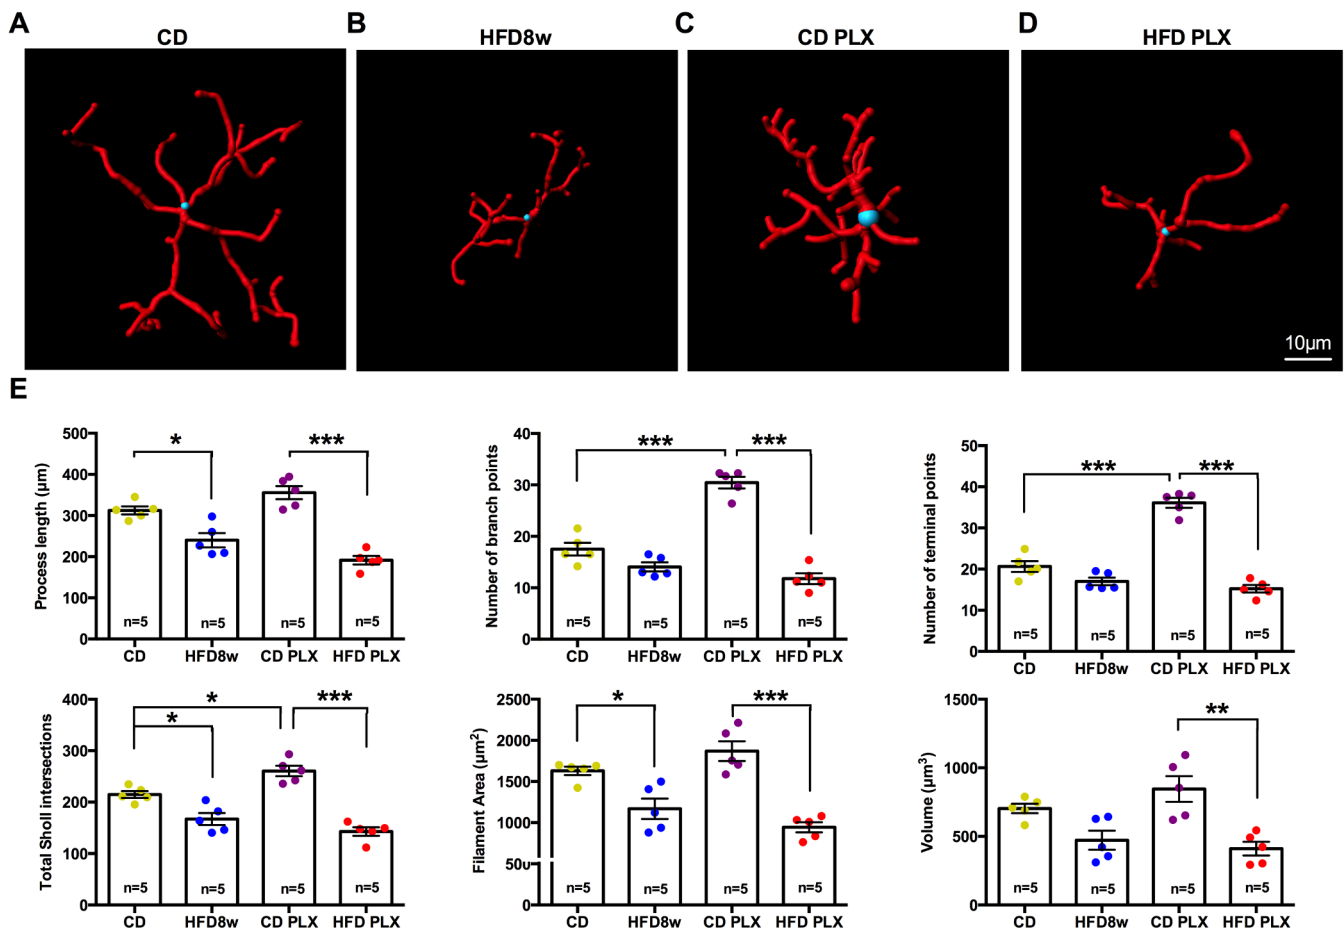 A CD
B HFD8w
C CD PLX
D HFD PLX
10µm
E
Process length (µm)
500
400
300
200
100
0
* ***
n=5 n=5 n=5 n=5
CD HFD8w CD PLX HFD PLX
Number of branch points
40
30
20
10
0
*** ***
n=5 n=5 n=5 n=5
CD HFD8w CD PLX HFD PLX
Number of terminal points
50
40
30
20
10
0
*** ***
n=5 n=5 n=5 n=5
CD HFD8w CD PLX HFD PLX
Total Sholl intersections
400
300
200
100
0
* * ***
n=5 n=5 n=5 n=5
CD HFD8w CD PLX HFD PLX
Filament Area (µm²)
2500
2000
1500
1000
500
0
* ***
n=5 n=5 n=5 n=5
CD HFD8w CD PLX HFD PLX
Volume (µm³)
1500
1000
500
0
**
n=5 n=5 n=5 n=5
CD HFD8w CD PLX HFD PLX